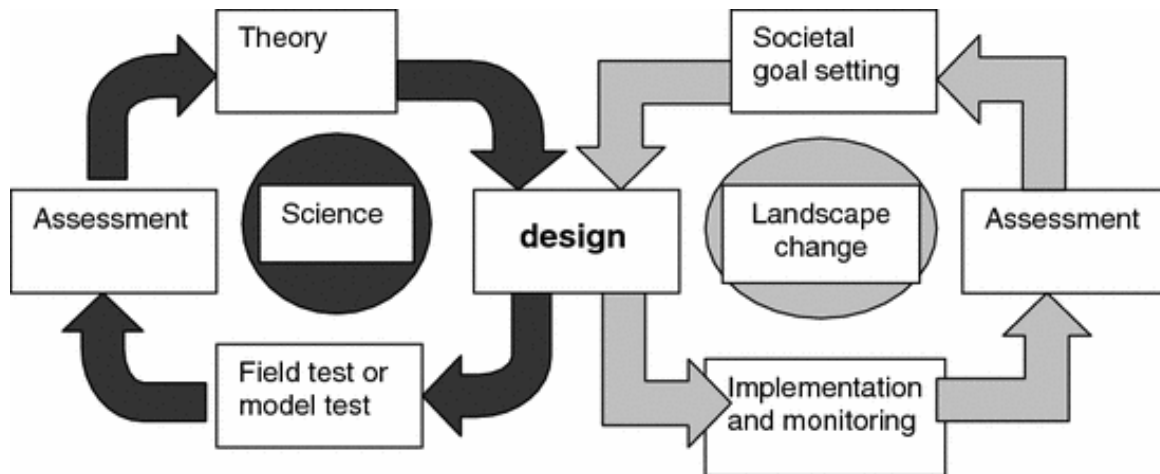 Theory
Societal
goal setting
Assessment
Science
design
Landscape
change
Assessment
Field test or
model test
Implementation
and monitoring